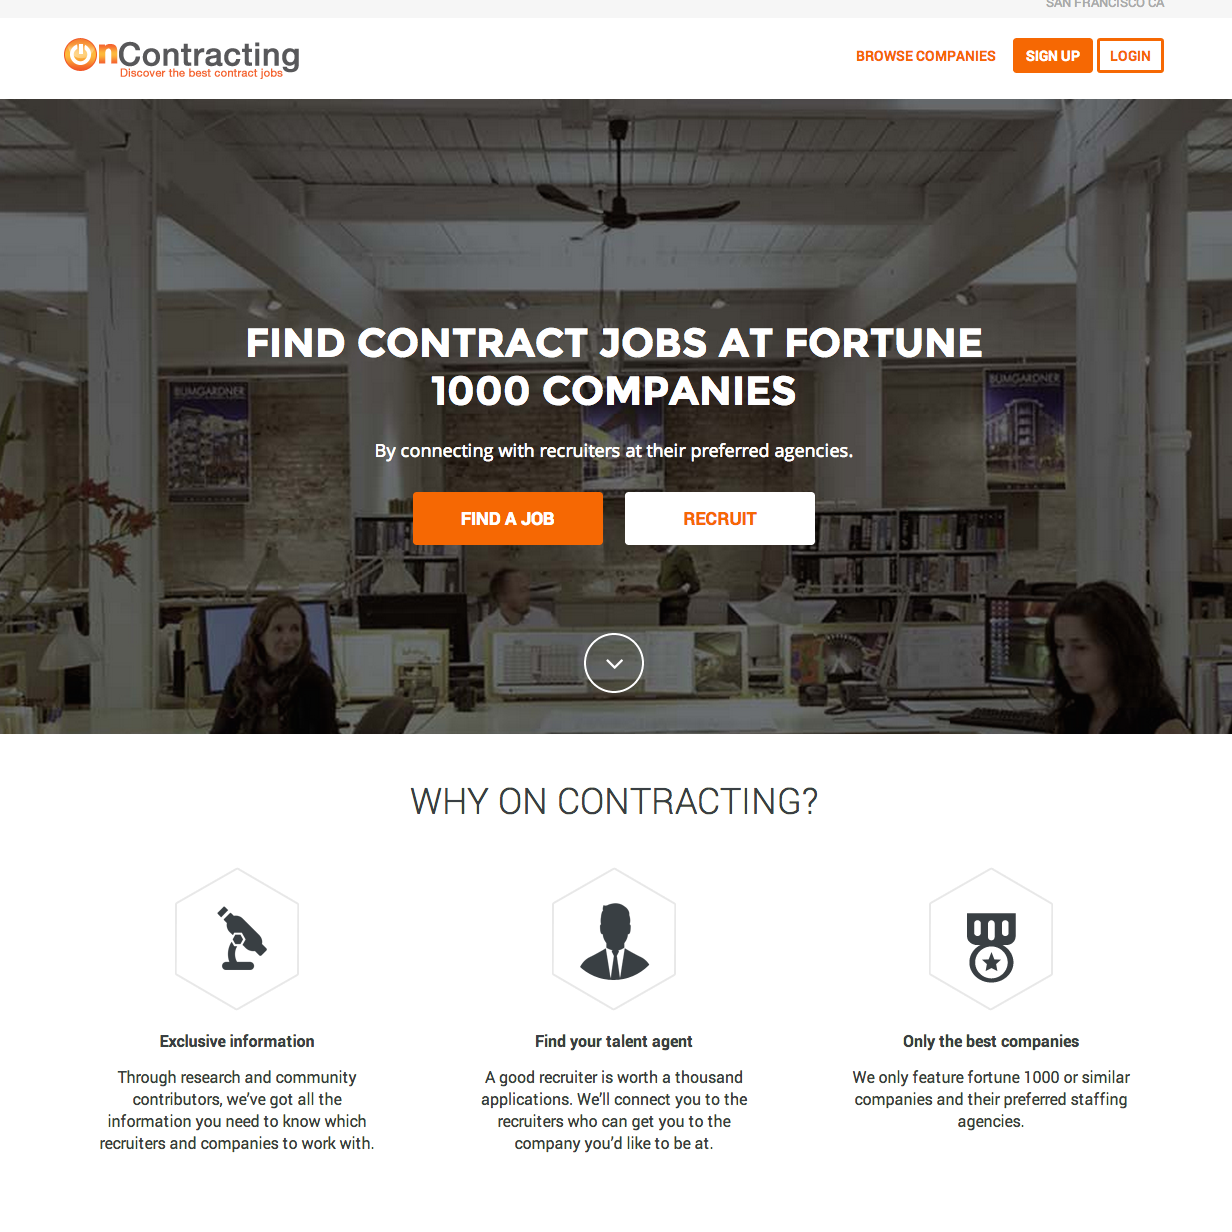 SAN FRANCISCO CA
OnContracting
Discover the best contract jobs
BROWSE COMPANIES
SIGN UP
LOGIN
FIND CONTRACT JOBS AT FORTUNE
1000 COMPANIES
BUMGARDNER
BUMGARDNER
By connecting with recruiters at their preferred agencies.
FIND A JOB
RECRUIT
WHY ON CONTRACTING?
Exclusive information
Through research and community
contributors, we've got all the
information you need to know which
recruiters and companies to work with.
Find your talent agent
A good recruiter is worth a thousand
applications. We'll connect you to the
recruiters who can get you to the
company you'd like to be at.
Only the best companies
We only feature fortune 1000 or similar
companies and their preferred staffing
agencies.